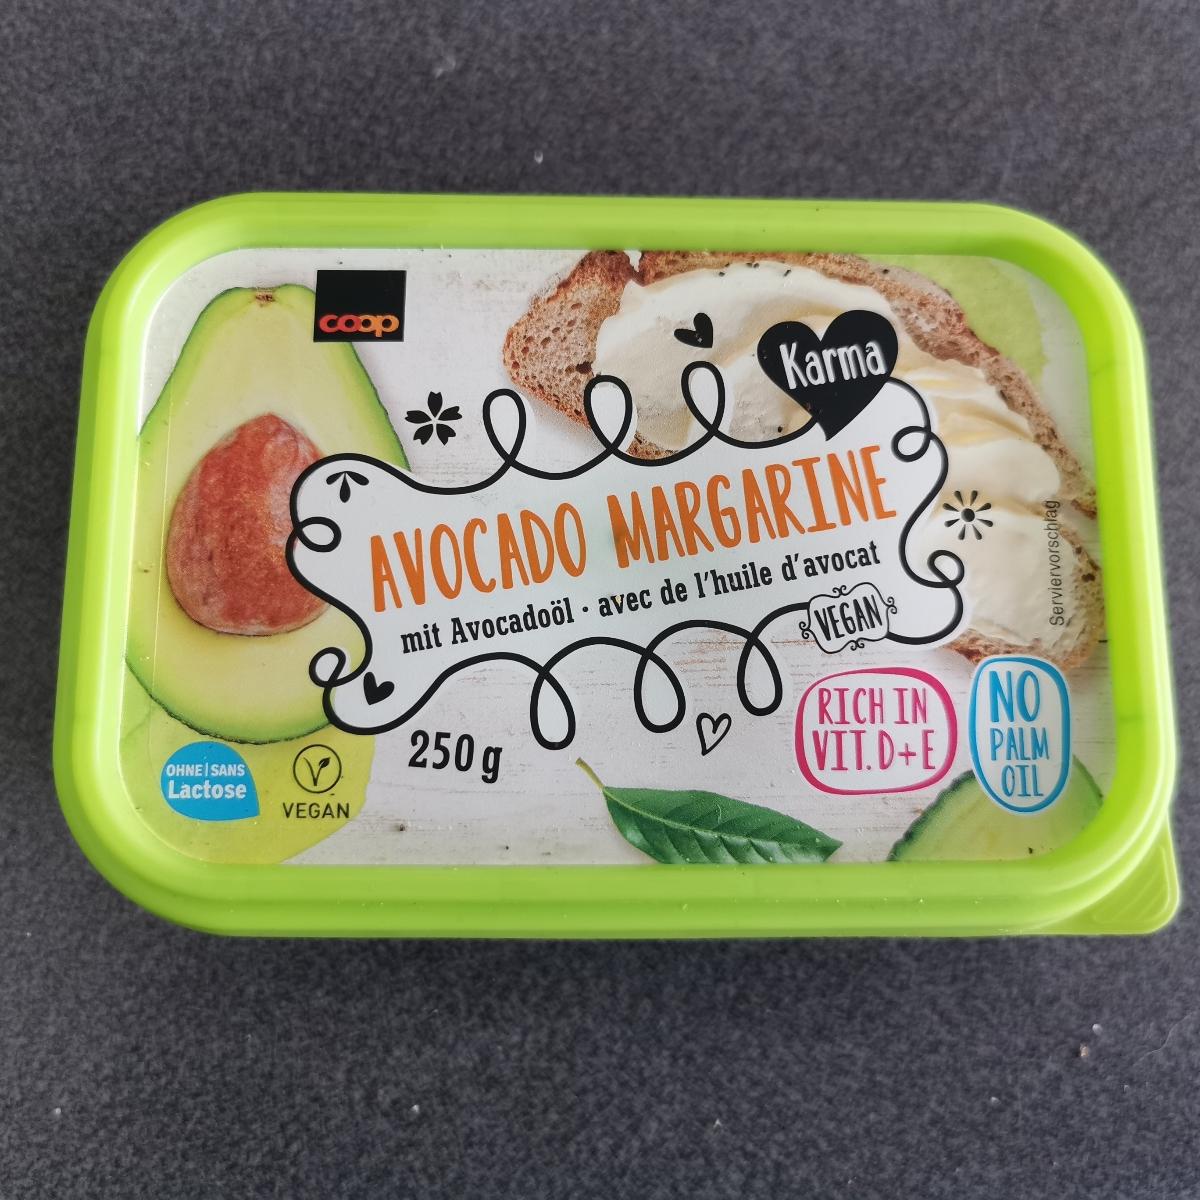 coop
Karma
AVOCADO MARGARINE
mit Avocadoöl · avec de l'huile d'avocat
VEGAN
Serviervorschlag
250 g
RICH IN
VIT. D+E
NO
PALM
OIL
OHNE|SANS
Lactose
VEGAN